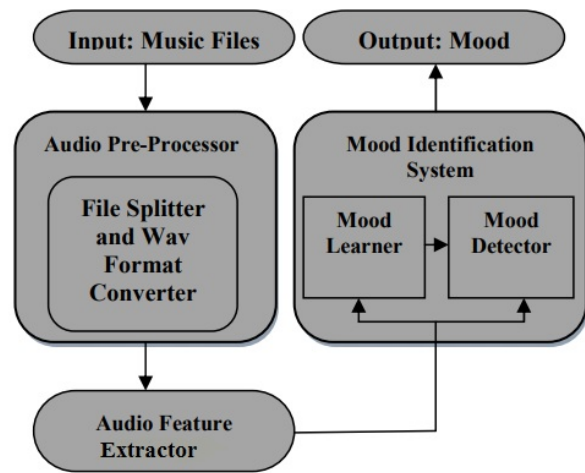 Input: Music Files
Output: Mood
Audio Pre-Processor
File Splitter
and Wav
Format
Converter
Mood Identification
System
Mood
Learner
Mood
Detector
Audio Feature
Extractor